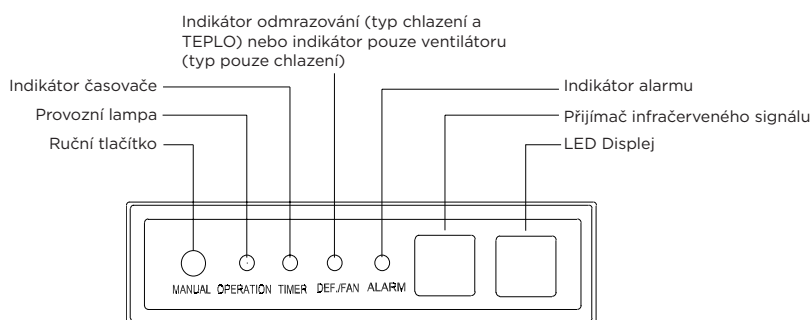 Indikátor odmrazování (typ chlazení a
TEPLO) nebo indikátor pouze ventilátoru
(typ pouze chlazení)
Indikátor časovače
Indikátor alarmu
Provozní lampa
Přijímač infračerveného signálu
Ruční tlačítko
LED Displej
MANUAL OPERATION TIMER DEF./FAN ALARM